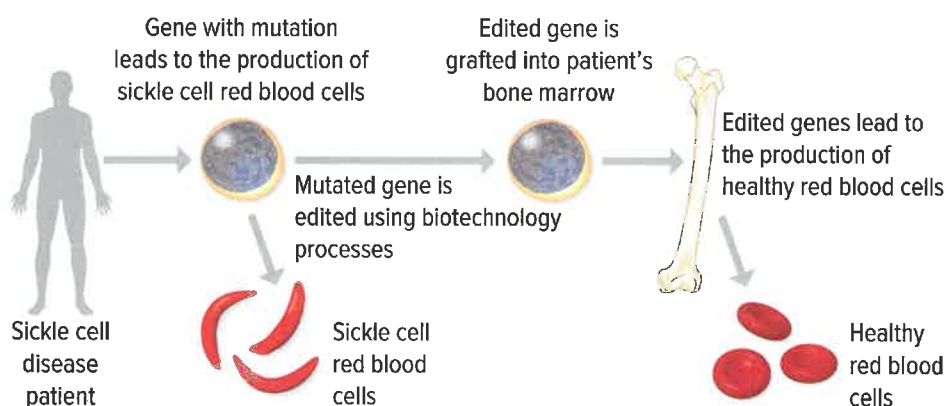 Gene with mutation
leads to the production of
sickle cell red blood cells
Edited gene is
grafted into patient's
bone marrow
Edited genes lead to
the production of
healthy red blood cells
Mutated gene is
edited using biotechnology
processes
Sickle cell
disease
patient
Sickle cell
red blood
cells
Healthy
red blood
cells